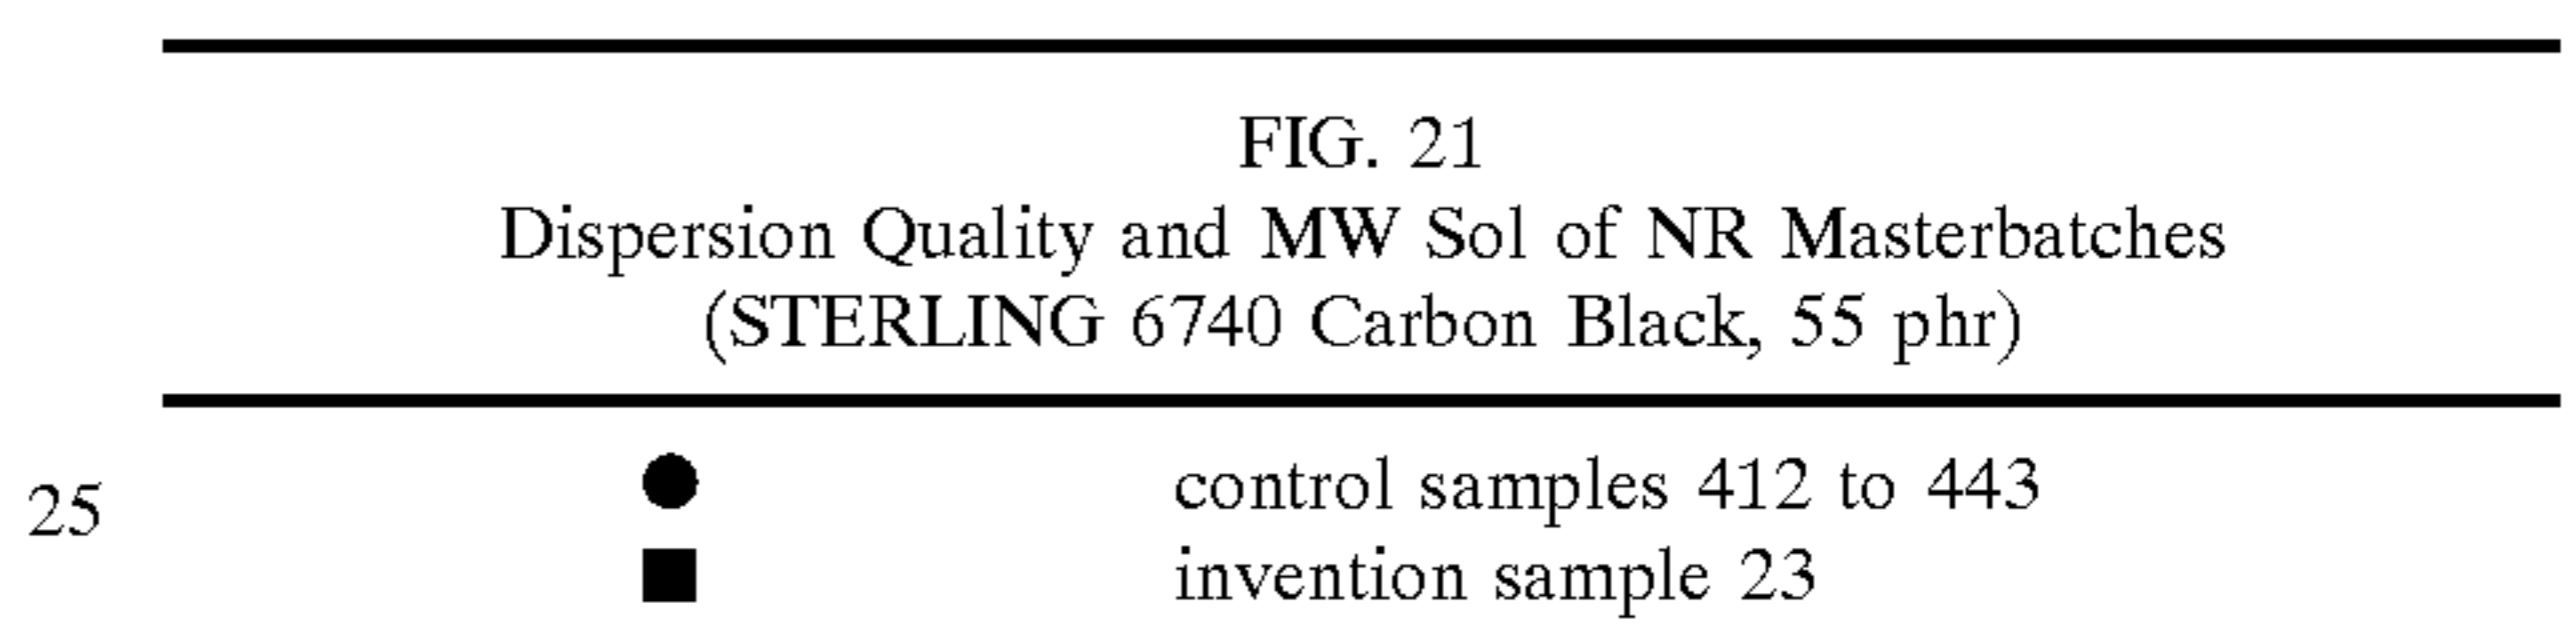 FIG. 21
Dispersion Quality and MW Sol of NR Masterbatches
(STERLING 6740 Carbon Black, 55 phr)
● control samples 412 to 443
25
■ invention sample 23